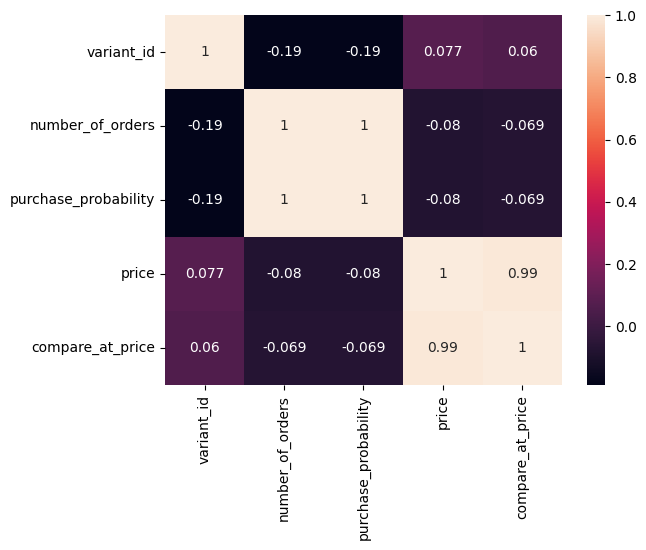 variant_id 1 -0.19 -0.19 0.077 0.06
number_of_orders -0.19 1 1 -0.08 -0.069
purchase_probability -0.19 1 1 -0.08 -0.069
price 0.077 -0.08 -0.08 1 0.99
compare_at_price 0.06 -0.069 -0.069 0.99 1
variant_id
number_of_orders
purchase_probability
price
compare_at_price
1.0
0.8
0.6
0.4
0.2
0.0